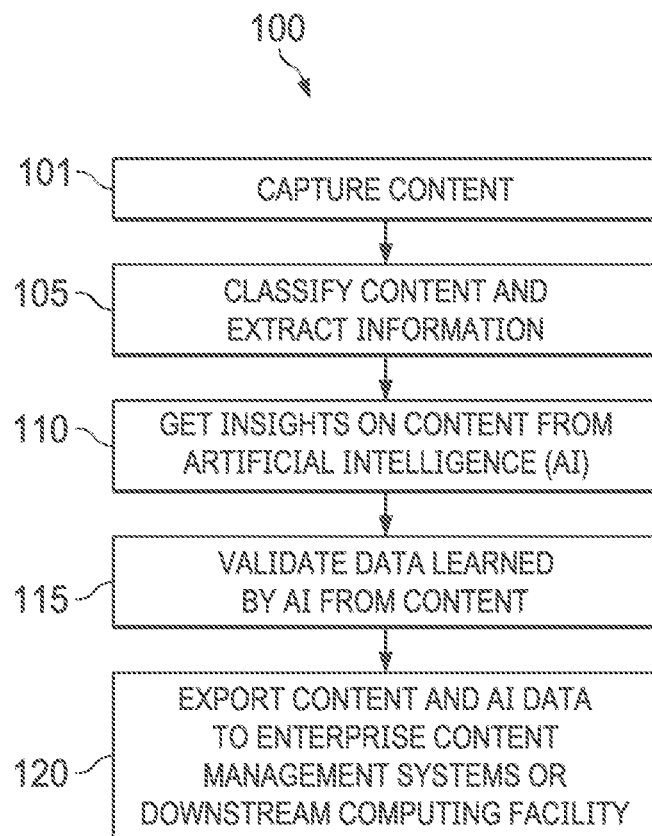 100
101
CAPTURE CONTENT
105
CLASSIFY CONTENT AND
EXTRACT INFORMATION
110
GET INSIGHTS ON CONTENT FROM
ARTIFICIAL INTELLIGENCE (AI)
115
VALIDATE DATA LEARNED
BY AI FROM CONTENT
120
EXPORT CONTENT AND AI DATA
TO ENTERPRISE CONTENT
MANAGEMENT SYSTEMS OR
DOWNSTREAM COMPUTING FACILITY